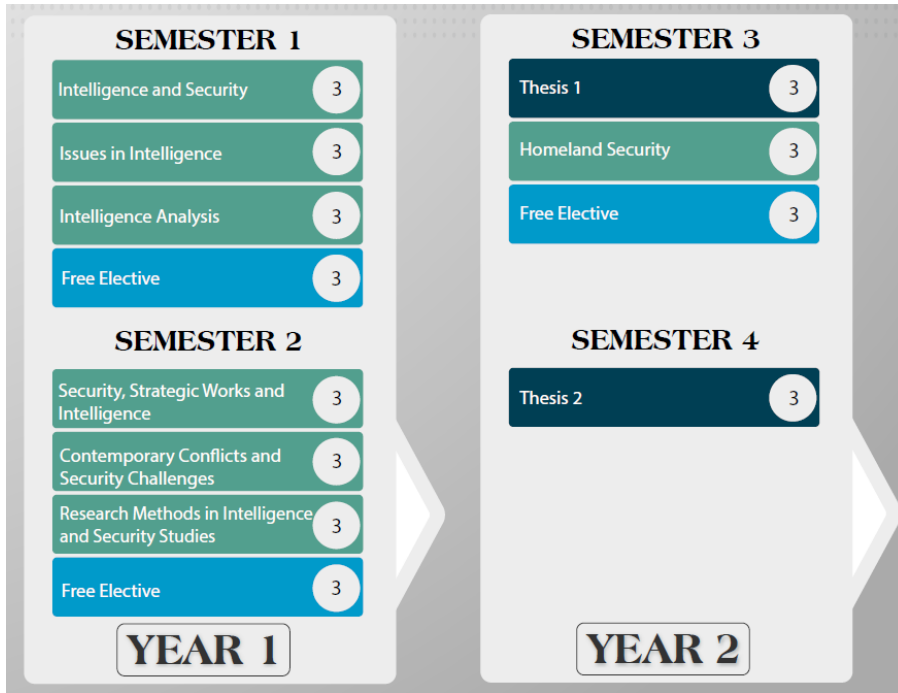 SEMESTER 1
Intelligence and Security 3
Issues in Intelligence 3
Intelligence Analysis 3
Free Elective 3
SEMESTER 2
Security, Strategic Works and
Intelligence 3
Contemporary Conflicts and
Security Challenges 3
Research Methods in Intelligence
and Security Studies 3
Free Elective 3
YEAR 1
SEMESTER 3
Thesis 1 3
Homeland Security 3
Free Elective 3
SEMESTER 4
Thesis 2 3
YEAR 2